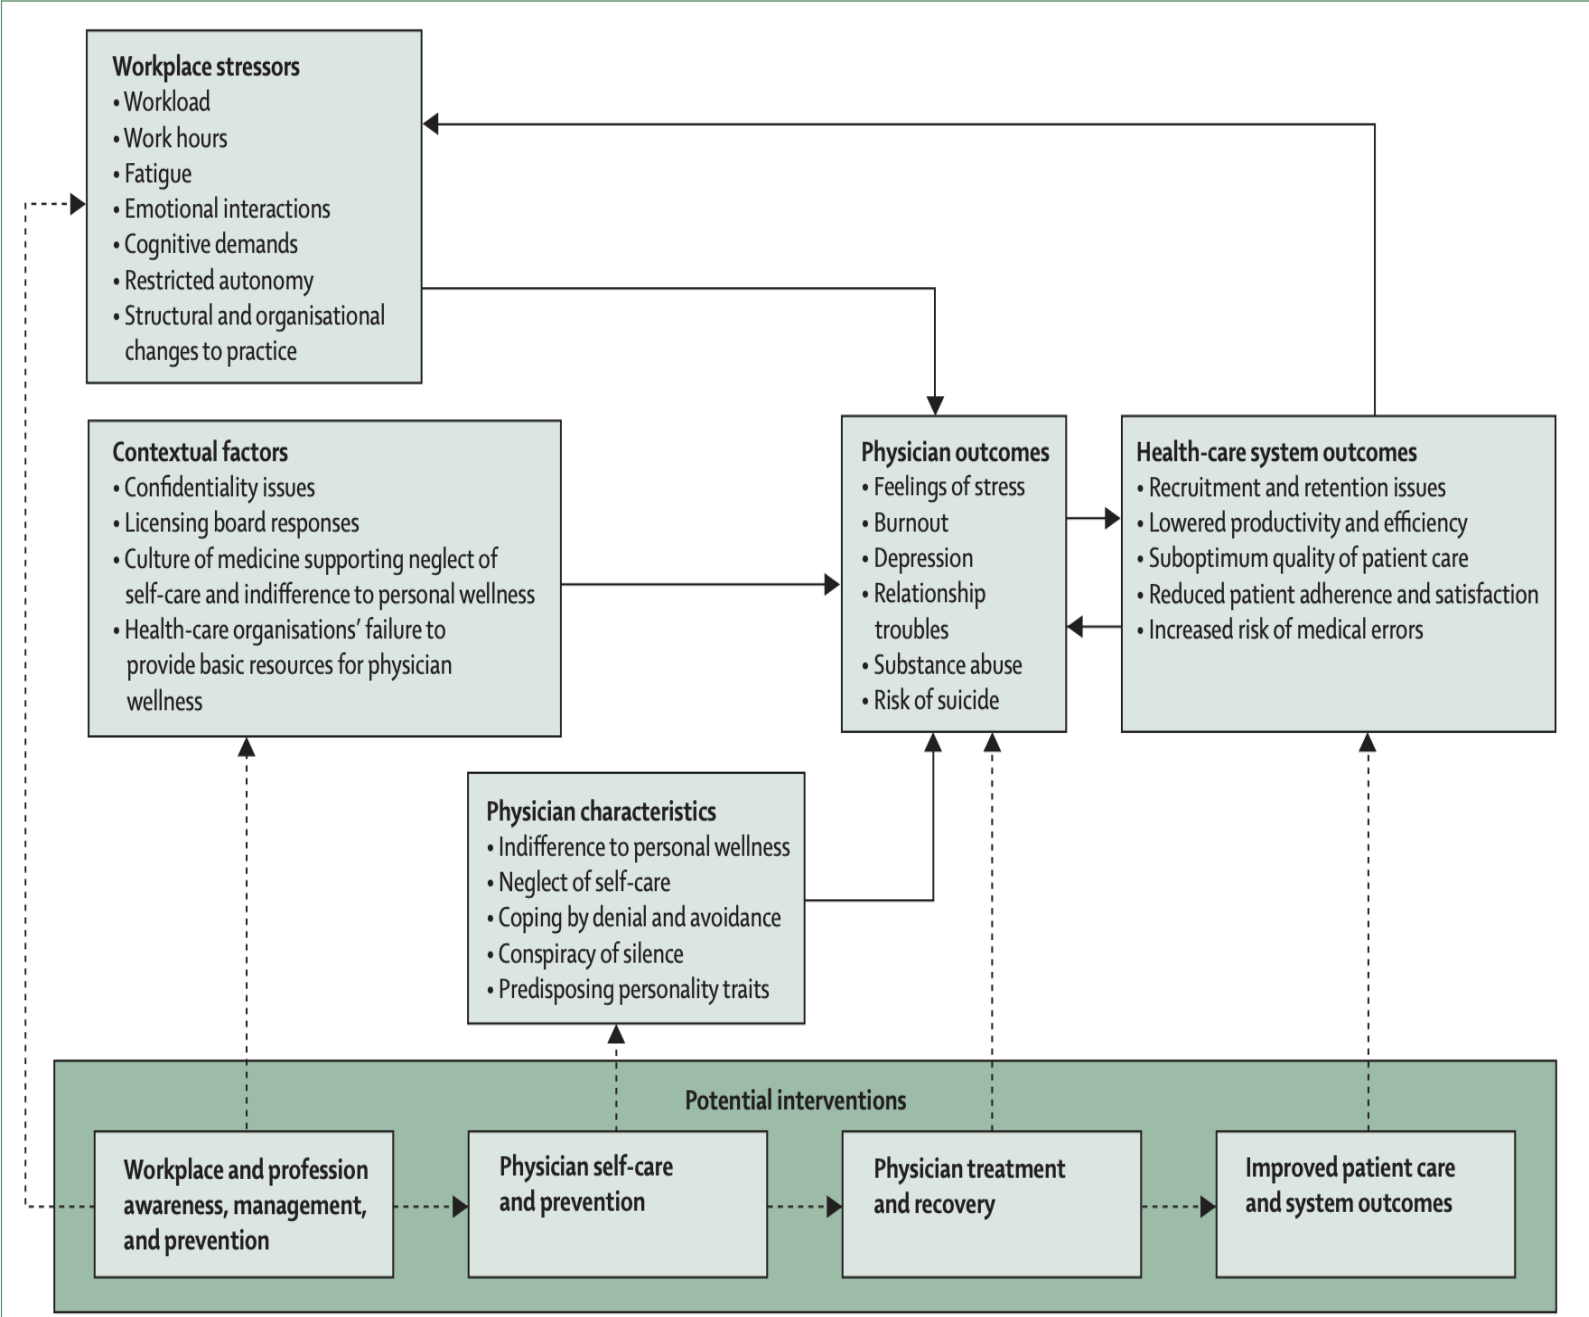 Workplace stressors
• Workload
• Work hours
• Fatigue
• Emotional interactions
• Cognitive demands
• Restricted autonomy
• Structural and organisational
changes to practice
Contextual factors
• Confidentiality issues
• Licensing board responses
• Culture of medicine supporting neglect of
self-care and indifference to personal wellness
• Health-care organisations’ failure to
provide basic resources for physician
wellness
Physician outcomes
• Feelings of stress
• Burnout
• Depression
• Relationship
troubles
• Substance abuse
• Risk of suicide
Health-care system outcomes
• Recruitment and retention issues
• Lowered productivity and efficiency
• Suboptimum quality of patient care
• Reduced patient adherence and satisfaction
• Increased risk of medical errors
Physician characteristics
• Indifference to personal wellness
• Neglect of self-care
• Coping by denial and avoidance
• Conspiracy of silence
• Predisposing personality traits
Potential interventions
Workplace and profession
awareness, management,
and prevention
Physician self-care
and prevention
Physician treatment
and recovery
Improved patient care
and system outcomes